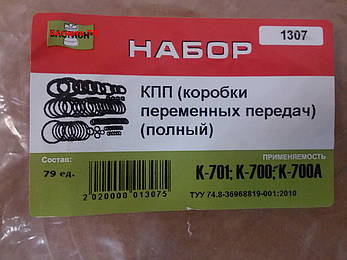 НАБОР
1307
КПП (коробки
переменных передач)
(полный)
Состав:
79 ед.
ПРИМЕНЯЕМОСТЬ
К-701; К-700; К-700А
2 020000 013075
ТУУ 74.8-36968819-001:2010